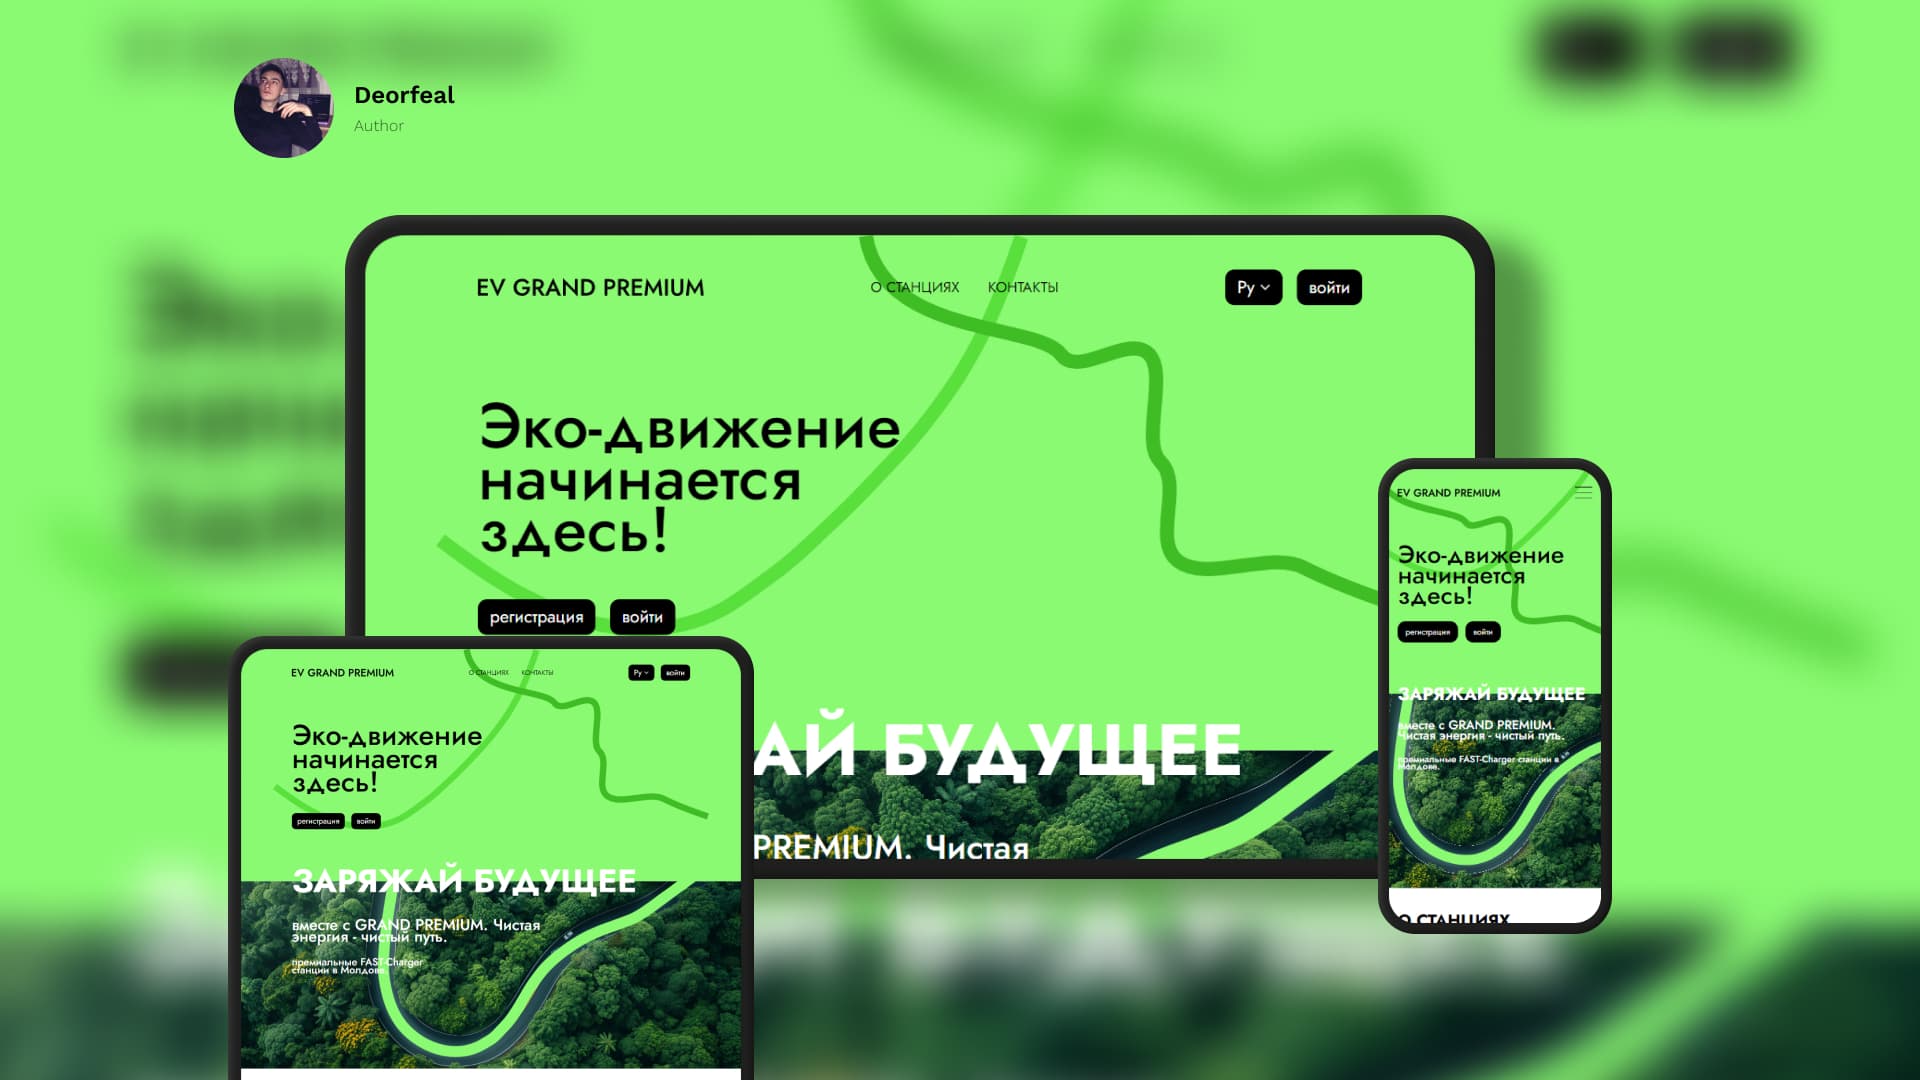 Deorfeal
Author
EV GRAND PREMIUM
О СТАНЦИЯХ
КОНТАКТЫ
Ру
войти
Эко-движение
начинается
здесь!
регистрация
войти
АЙ БУДУЩЕЕ
PREMIUM. Чистая
EV GRAND PREMIUM
О СТАНЦИЯХ
КОНТАКТЫ
Ру
войти
Эко-движение
начинается
здесь!
регистрация
войти
ЗАРЯЖАЙ БУДУЩЕЕ
вместе с GRAND PREMIUM. Чистая
энергия - чистый путь.
премиальные FAST-Charger
станции в Молдове.
EV GRAND PREMIUM
Эко-движение
начинается
здесь!
регистрация
войти
ЗАРЯЖАЙ БУДУЩЕЕ
вместе с GRAND PREMIUM.
Чистая энергия - чистый путь.
премиальные FAST-Charger станции в
Молдове.
О СТАНЦИЯХ